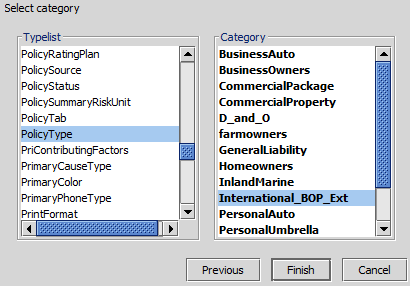 Select category
Typelist
PolicyRatingPlan
PolicySource
PolicyStatus
PolicySummaryRiskUnit
PolicyTab
PolicyType
PriContributingFactors
PrimaryCauseType
PrimaryColor
PrimaryPhoneType
PrintFormat
Category
BusinessAuto
BusinessOwners
CommercialPackage
CommercialProperty
D_and_O
farmowners
GeneralLiability
Homeowners
InlandMarine
International_BOP_Ext
PersonalAuto
PersonalUmbrella
Previous
Finish
Cancel